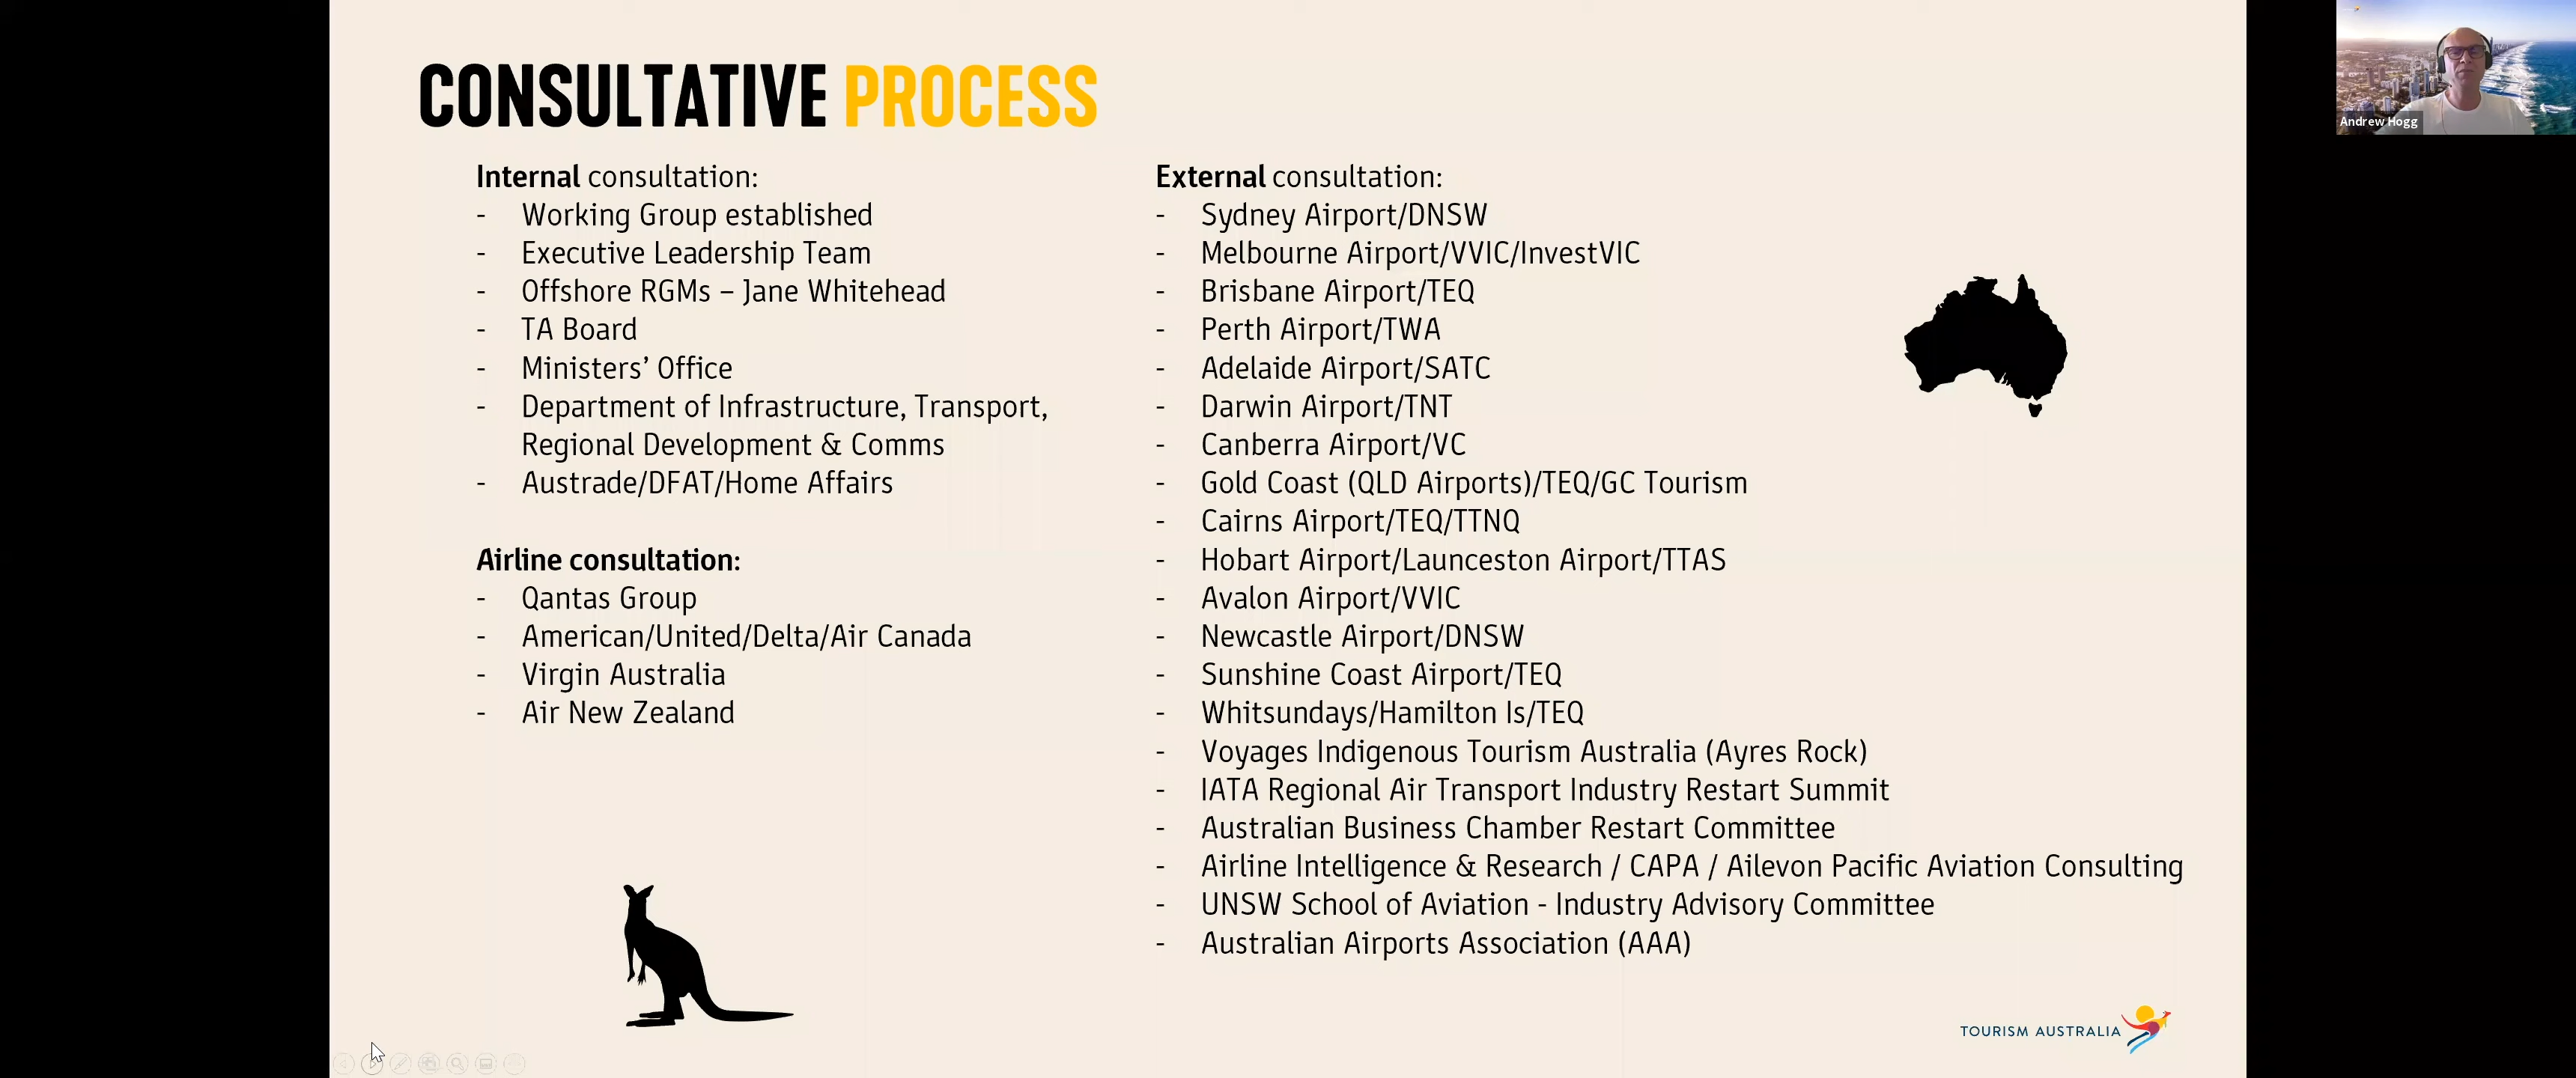 CONSULTATIVE PROCESS
Internal consultation:
- Working Group established
- Executive Leadership Team
- Offshore RGMs – Jane Whitehead
- TA Board
- Ministers’ Office
- Department of Infrastructure, Transport,
Regional Development & Comms
- Austrade/DFAT/Home Affairs
Airline consultation:
- Qantas Group
- American/United/Delta/Air Canada
- Virgin Australia
- Air New Zealand
External consultation:
- Sydney Airport/DNSW
- Melbourne Airport/VVIC/InvestVIC
- Brisbane Airport/TEQ
- Perth Airport/TWA
- Adelaide Airport/SATC
- Darwin Airport/TNT
- Canberra Airport/VC
- Gold Coast (QLD Airports)/TEQ/GC Tourism
- Cairns Airport/TEQ/TTNQ
- Hobart Airport/Launceston Airport/TTAS
- Avalon Airport/VVIC
- Newcastle Airport/DNSW
- Sunshine Coast Airport/TEQ
- Whitsundays/Hamilton Is/TEQ
- Voyages Indigenous Tourism Australia (Ayres Rock)
- IATA Regional Air Transport Industry Restart Summit
- Australian Business Chamber Restart Committee
- Airline Intelligence & Research / CAPA / Ailevon Pacific Aviation Consulting
- UNSW School of Aviation - Industry Advisory Committee
- Australian Airports Association (AAA)
TOURISM AUSTRALIA
Andrew Hogg